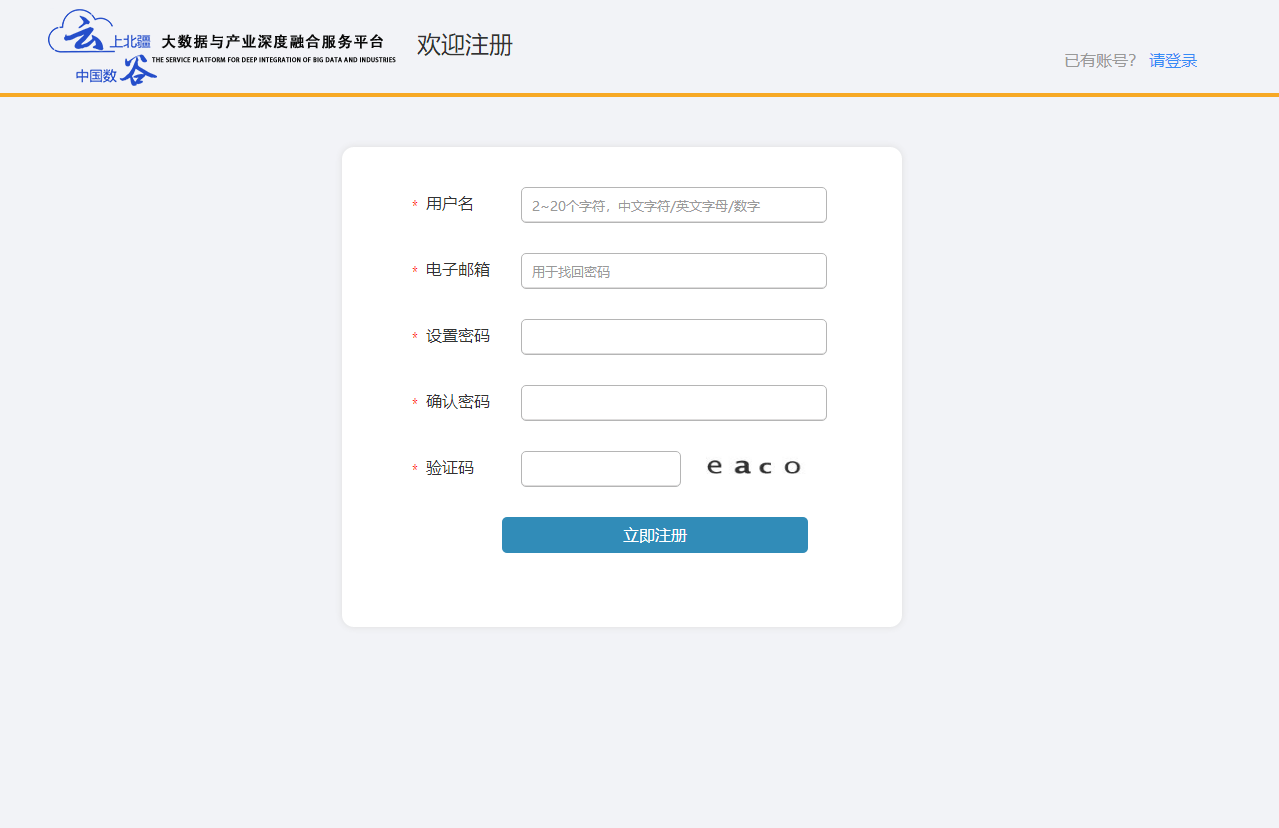 云上北疆
中国数谷
大数据与产业深度融合服务平台
THE SERVICE PLATFORM FOR DEEP INTEGRATION OF BIG DATA AND INDUSTRIES
欢迎注册
已有账号? 请登录
* 用户名 2~20个字符，中文字符/英文字母/数字
* 电子邮箱 用于找回密码
* 设置密码
* 确认密码
* 验证码 e a c o
立即注册